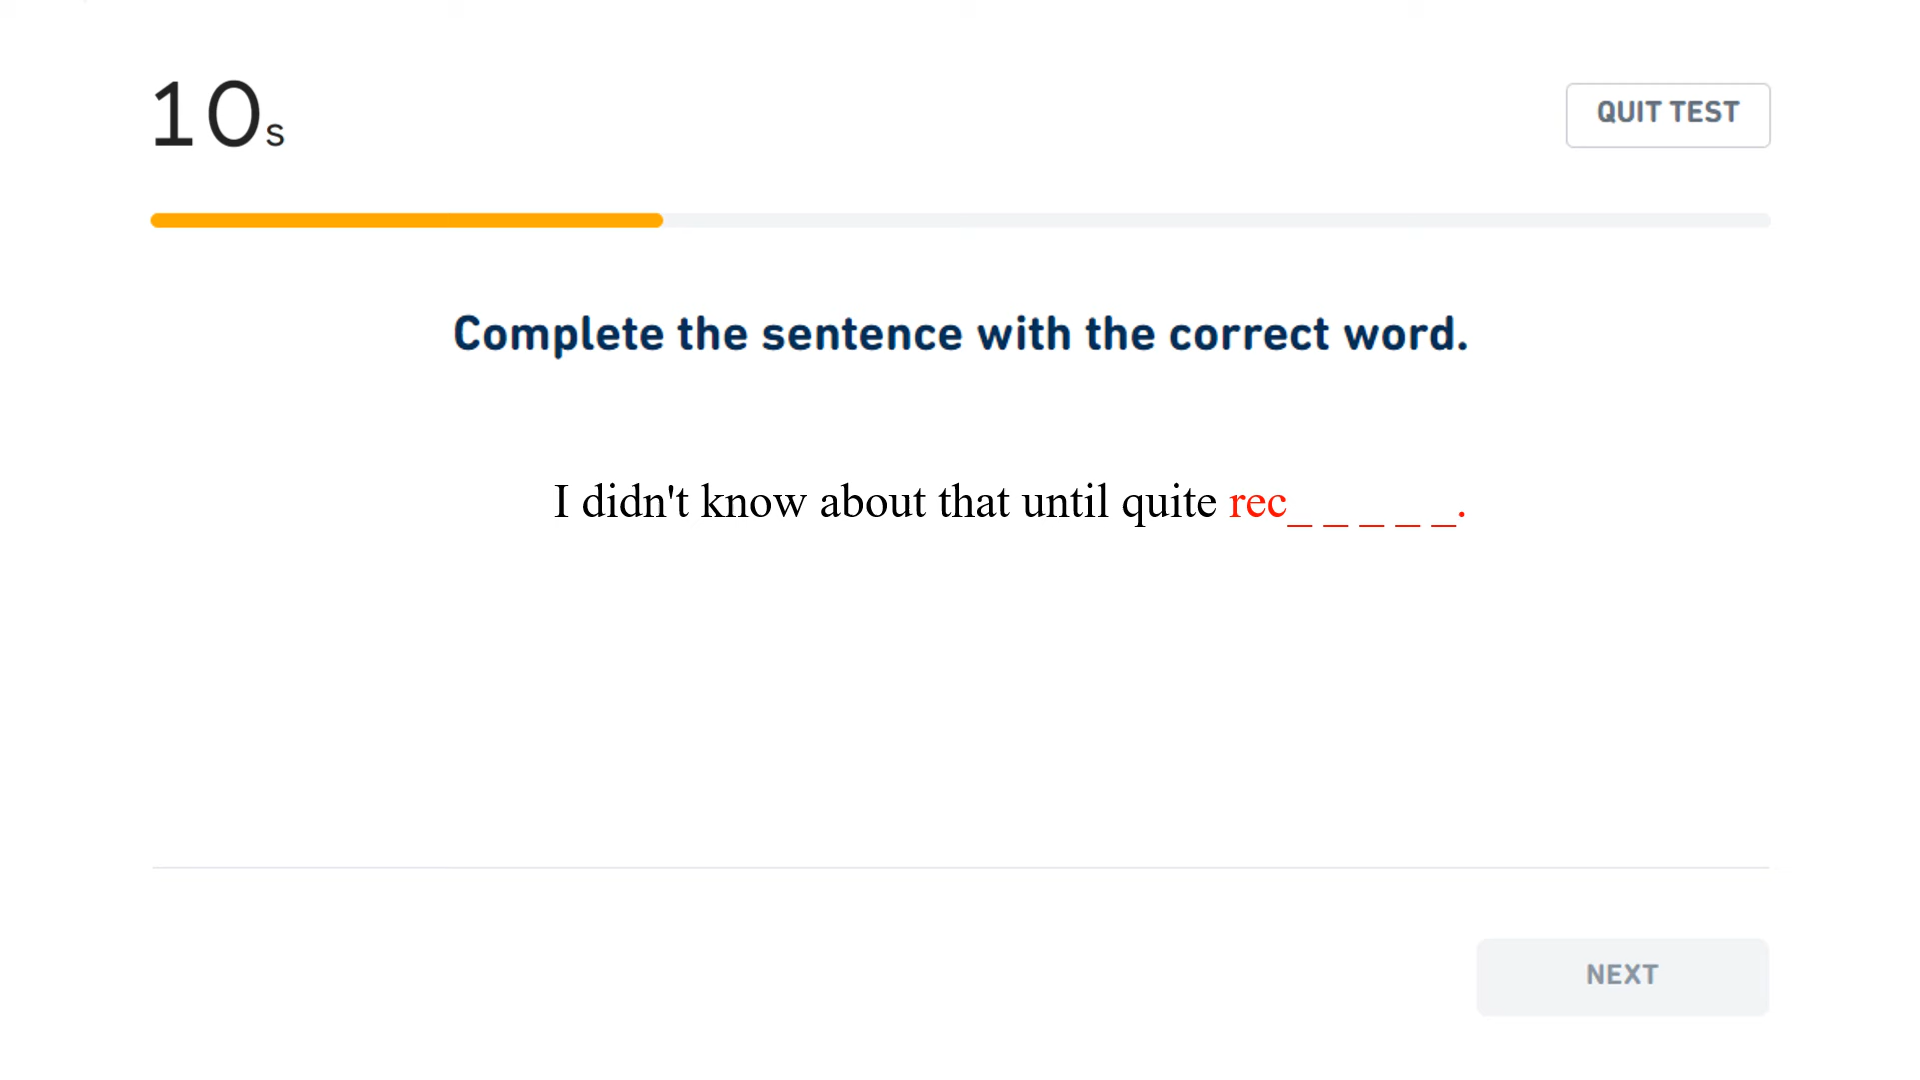 10s
QUIT TEST
Complete the sentence with the correct word.
I didn't know about that until quite rec_ _ _ _ _.
NEXT